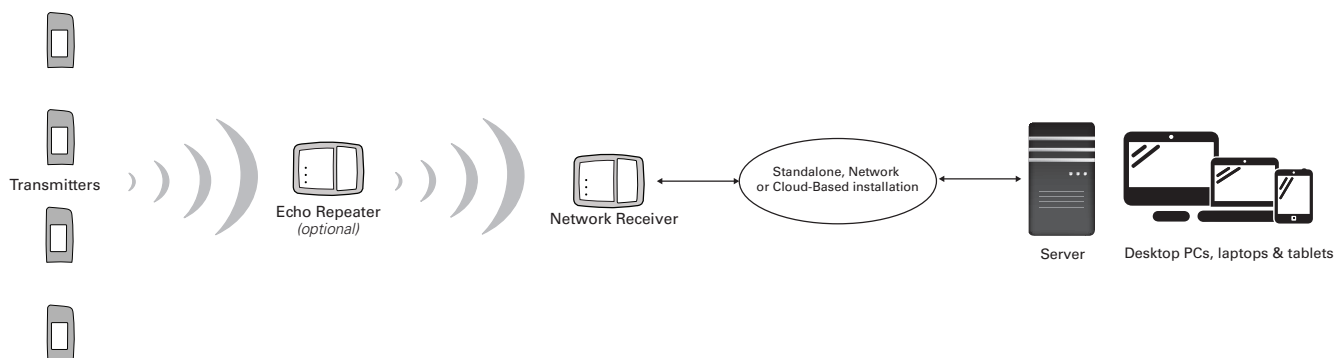 Transmitters
Echo Repeater
(optional)
Network Receiver
Standalone, Network
or Cloud-Based installation
Server
Desktop PCs, laptops & tablets